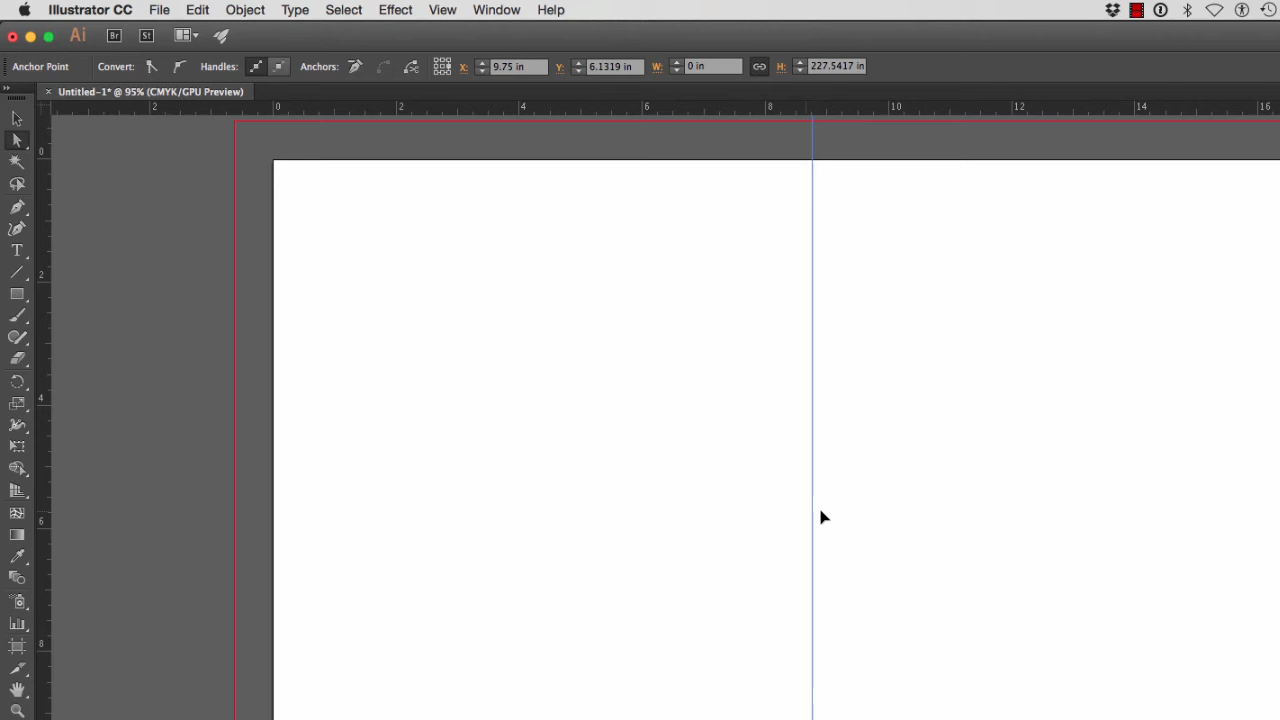 Illustrator CC File Edit Object Type Select Effect View Window Help
Ai Br St
Anchor Point Convert: Handles: Anchors: X: 9.75 in Y: 6.1319 in W: 0 in H: 227.5417 in
× Untitled-1* @ 95% (CMYK/GPU Preview)
2 0 2 4 6 8 10 12 14 16
0
2
4
6
8
T